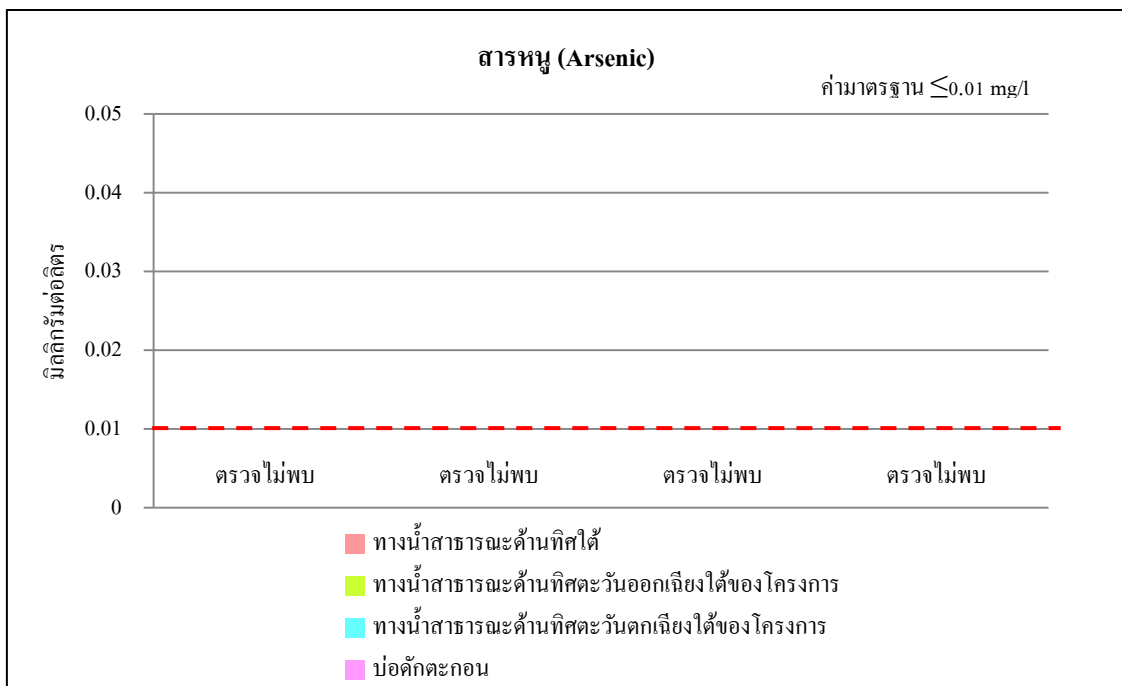 สารหนู (Arsenic)
ค่ามาตรฐาน ≤0.01 mg/l
มิลลิกรัมต่อลิตร
0.05
0.04
0.03
0.02
0.01
0
ตรวจไม่พบ ตรวจไม่พบ ตรวจไม่พบ ตรวจไม่พบ
ทางน้ำสาธารณะด้านทิศใต้
ทางน้ำสาธารณะด้านทิศตะวันออกเฉียงใต้ของโครงการ
ทางน้ำสาธารณะด้านทิศตะวันตกเฉียงใต้ของโครงการ
บ่อดักตะกอน